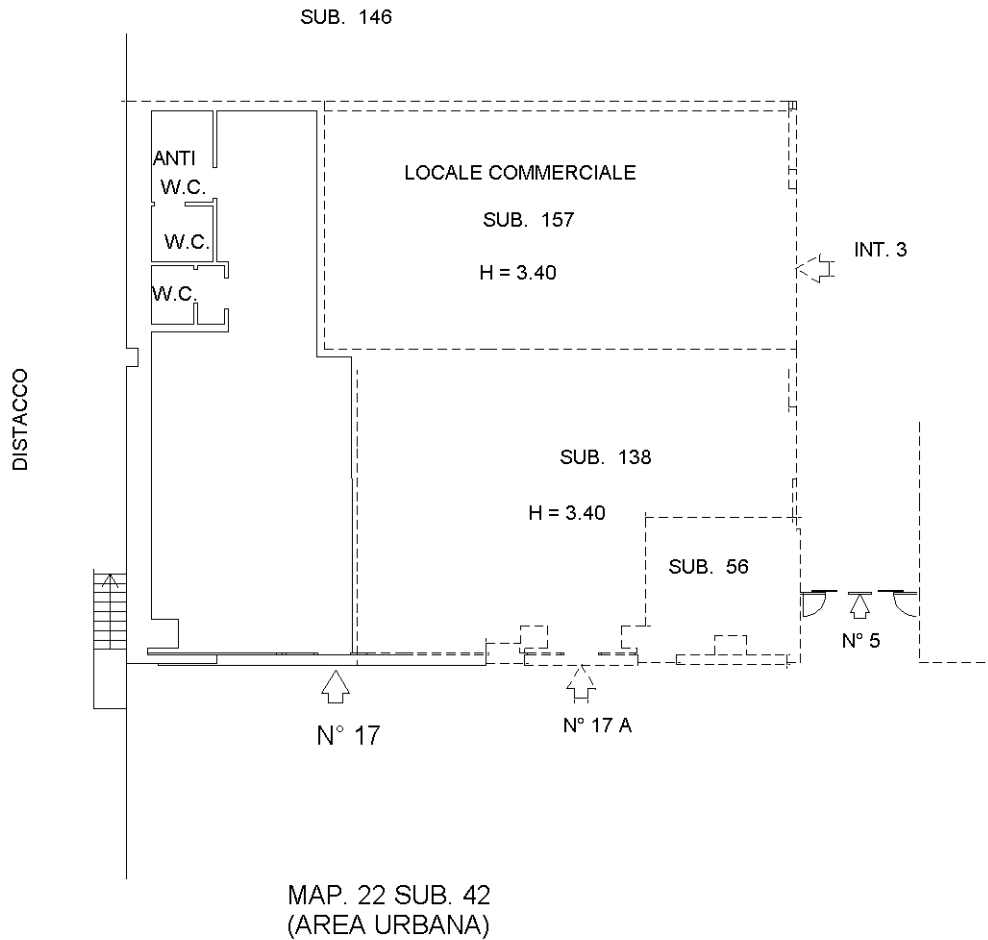 SUB. 146
ANTI
W.C.
LOCALE COMMERCIALE
SUB. 157
W.C.
INT. 3
H = 3.40
W.C.
DISTACCO
SUB. 138
H = 3.40
SUB. 56
N° 5
N° 17
N° 17 A
MAP. 22 SUB. 42
(AREA URBANA)